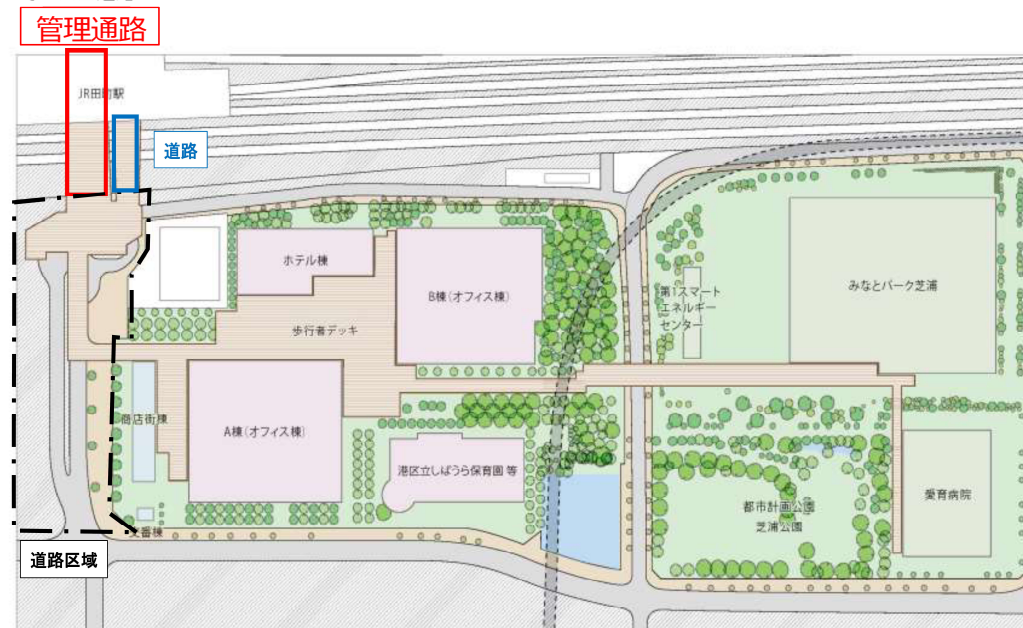 管理通路
JR田町駅
道路
ホテル棟
B棟(オフィス棟)
みなとパーク芝浦
第1スマート
エネルギー
センター
歩行者デッキ
商店街棟
A棟(オフィス棟)
港区立しばうら保育園 等
愛育病院
都市計画公園
芝浦公園
交番棟
道路区域